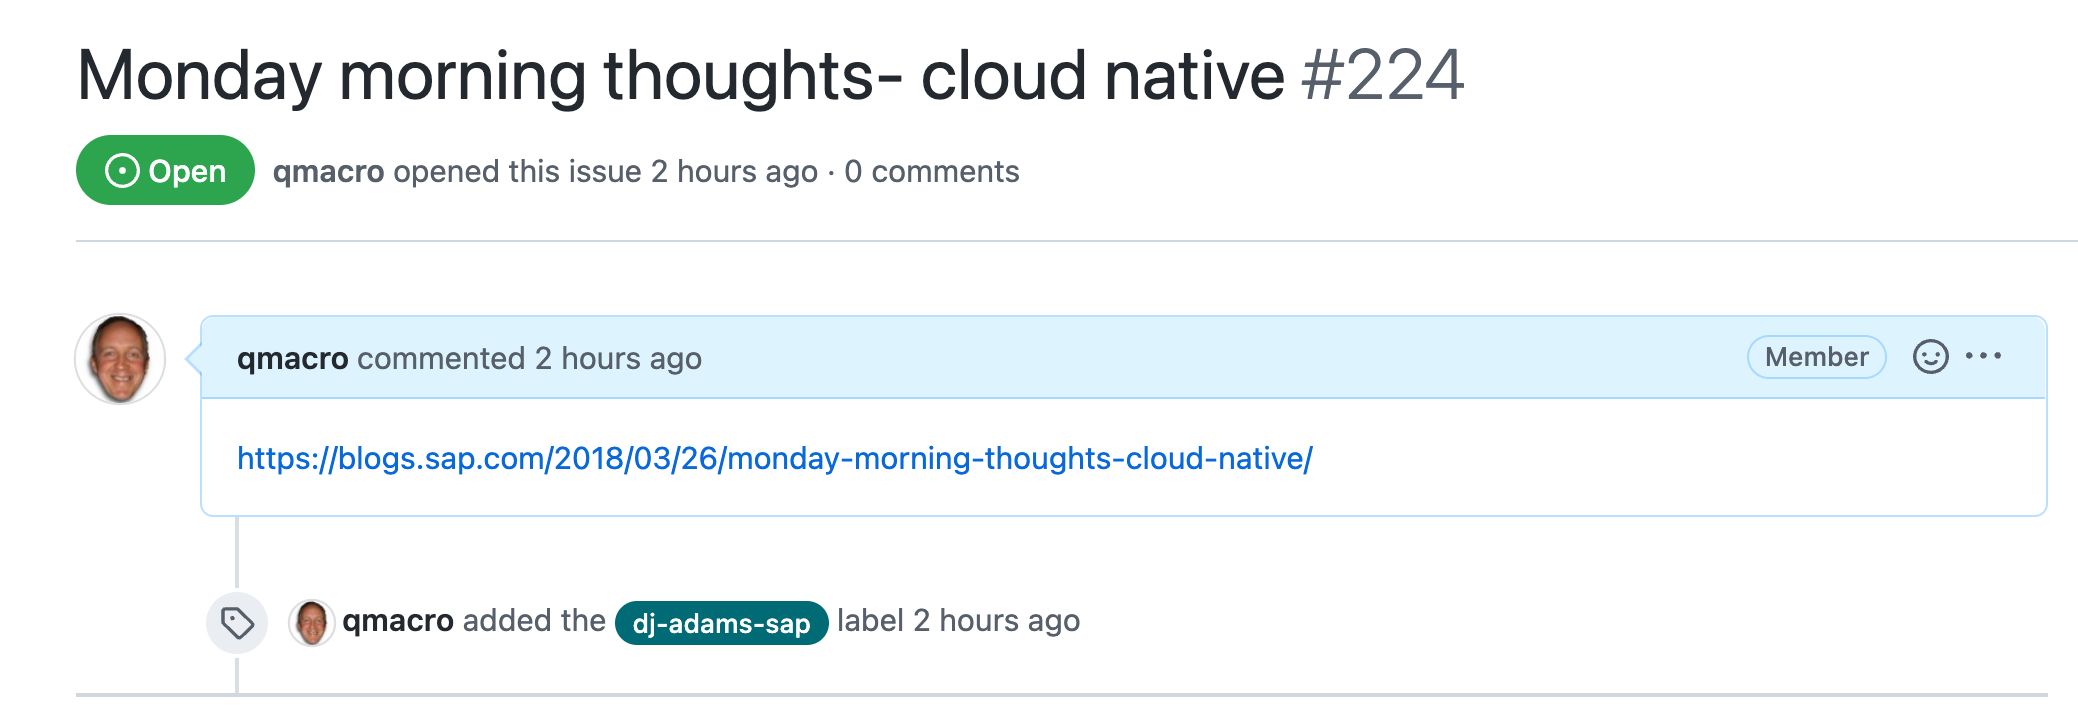 Monday morning thoughts- cloud native #224
Open qmacro opened this issue 2 hours ago · 0 comments
qmacro commented 2 hours ago Member
https://blogs.sap.com/2018/03/26/monday-morning-thoughts-cloud-native/
qmacro added the dj-adams-sap label 2 hours ago